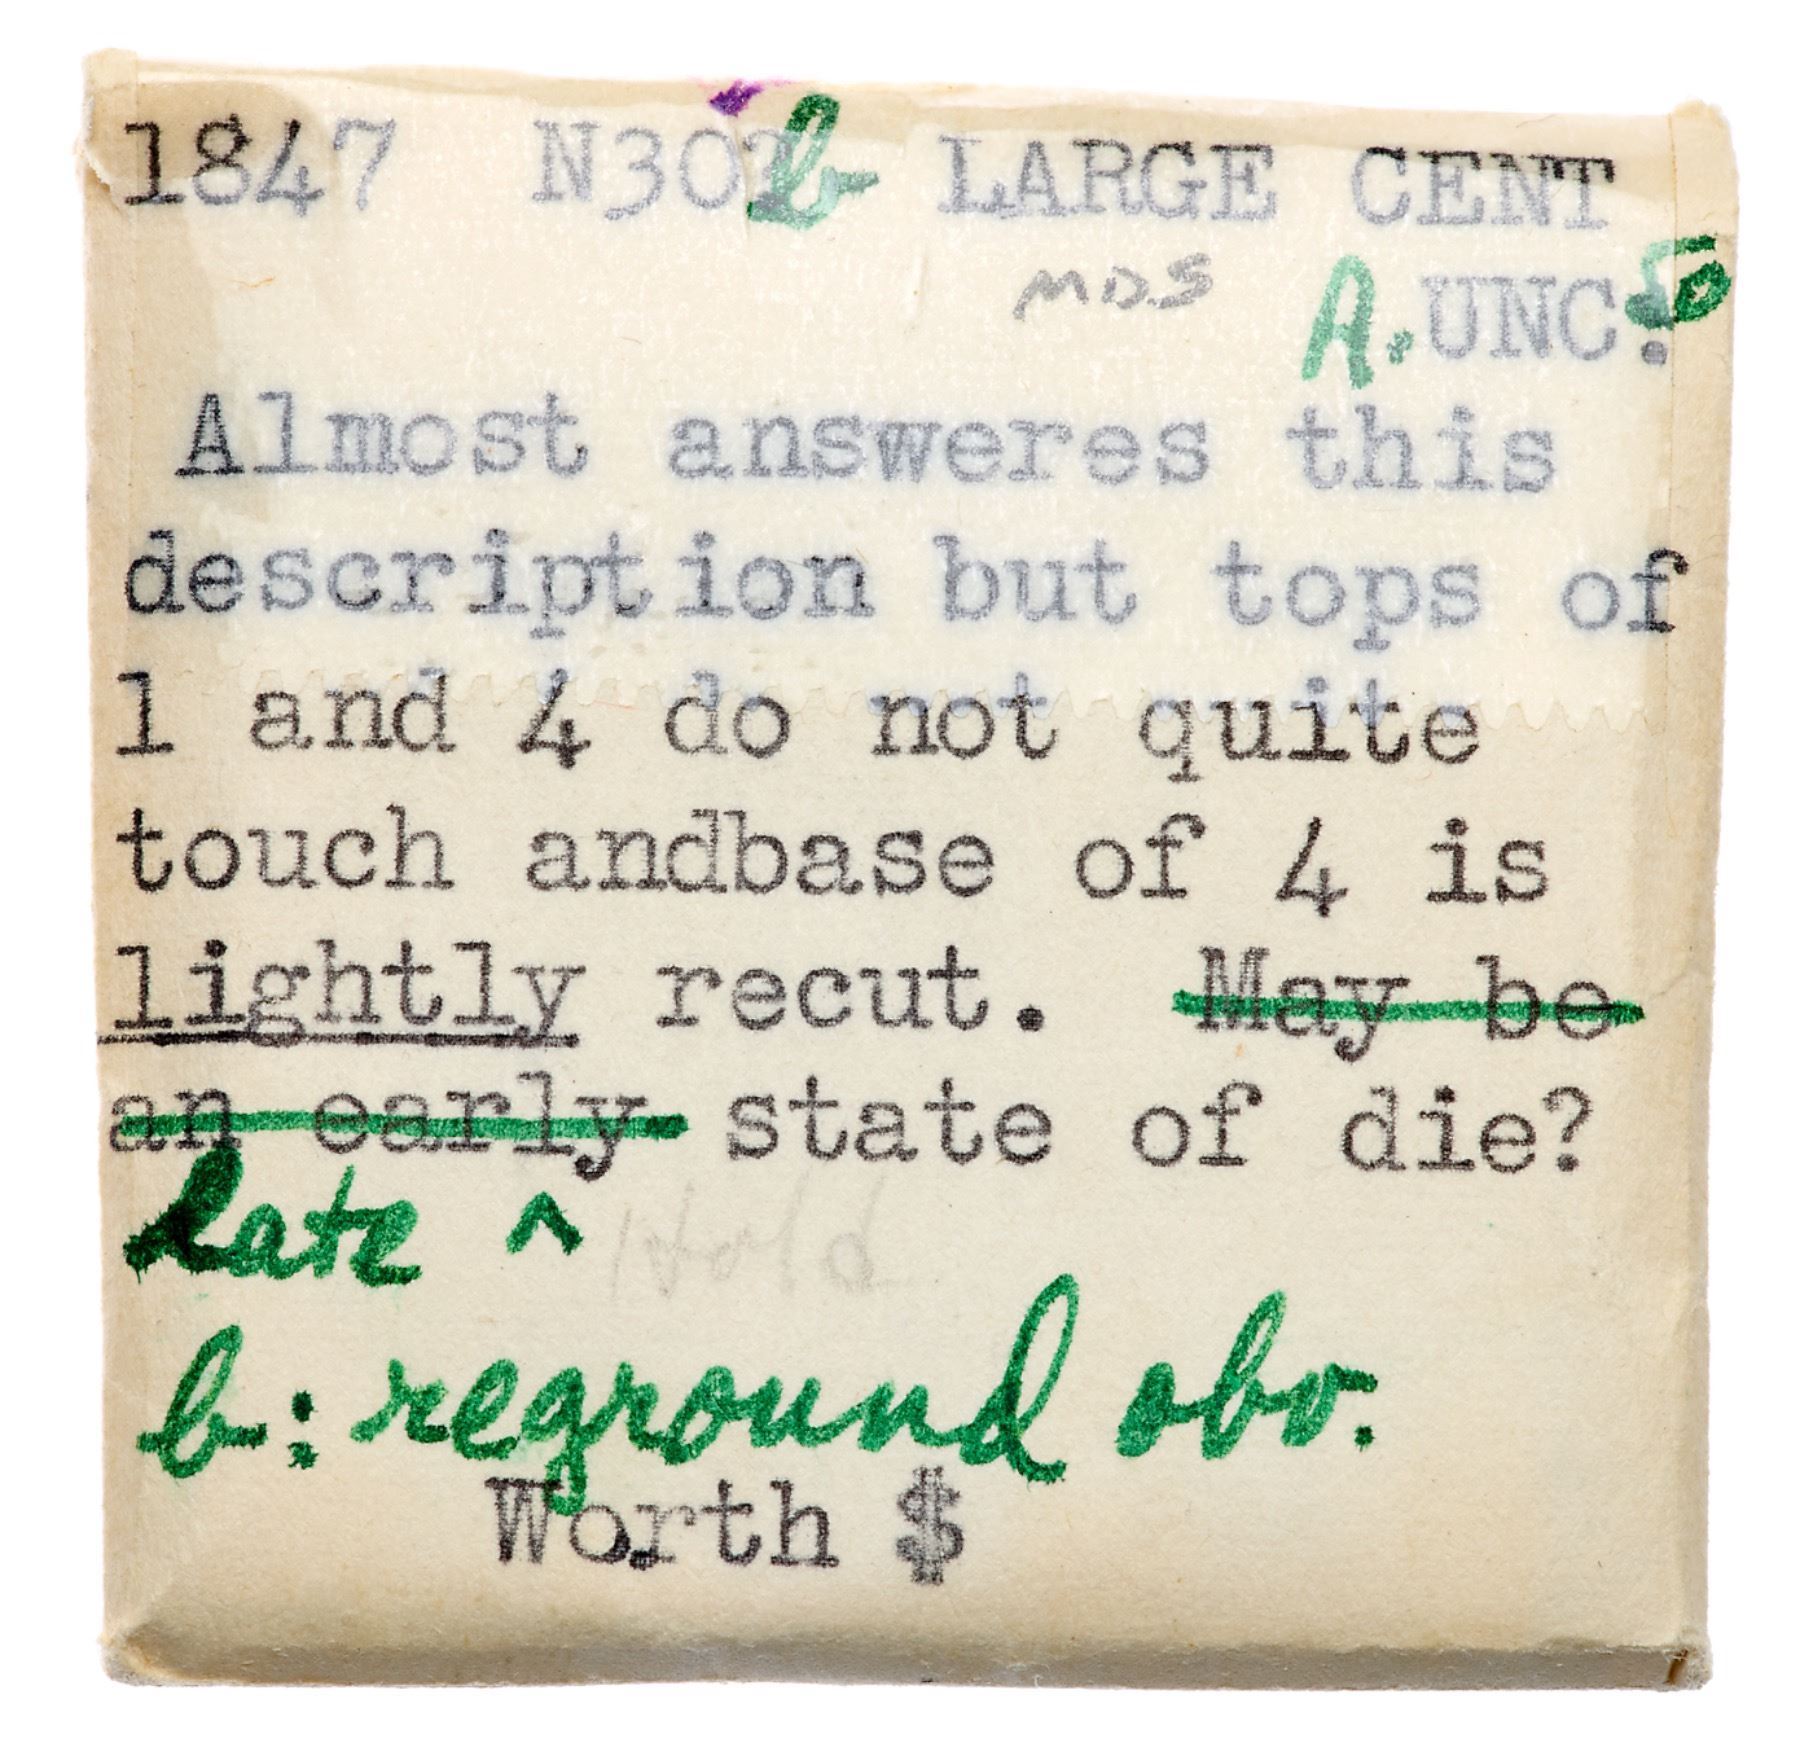 1847 N30 b LARGE CENT
MDS
A. UNC. 50
Almost answeres this
description but tops of
1 and 4 do not quite
touch andbase of 4 is
lightly recut. May be
an early state of die?
Late ^ Hold
b: reground obv.
Worth $